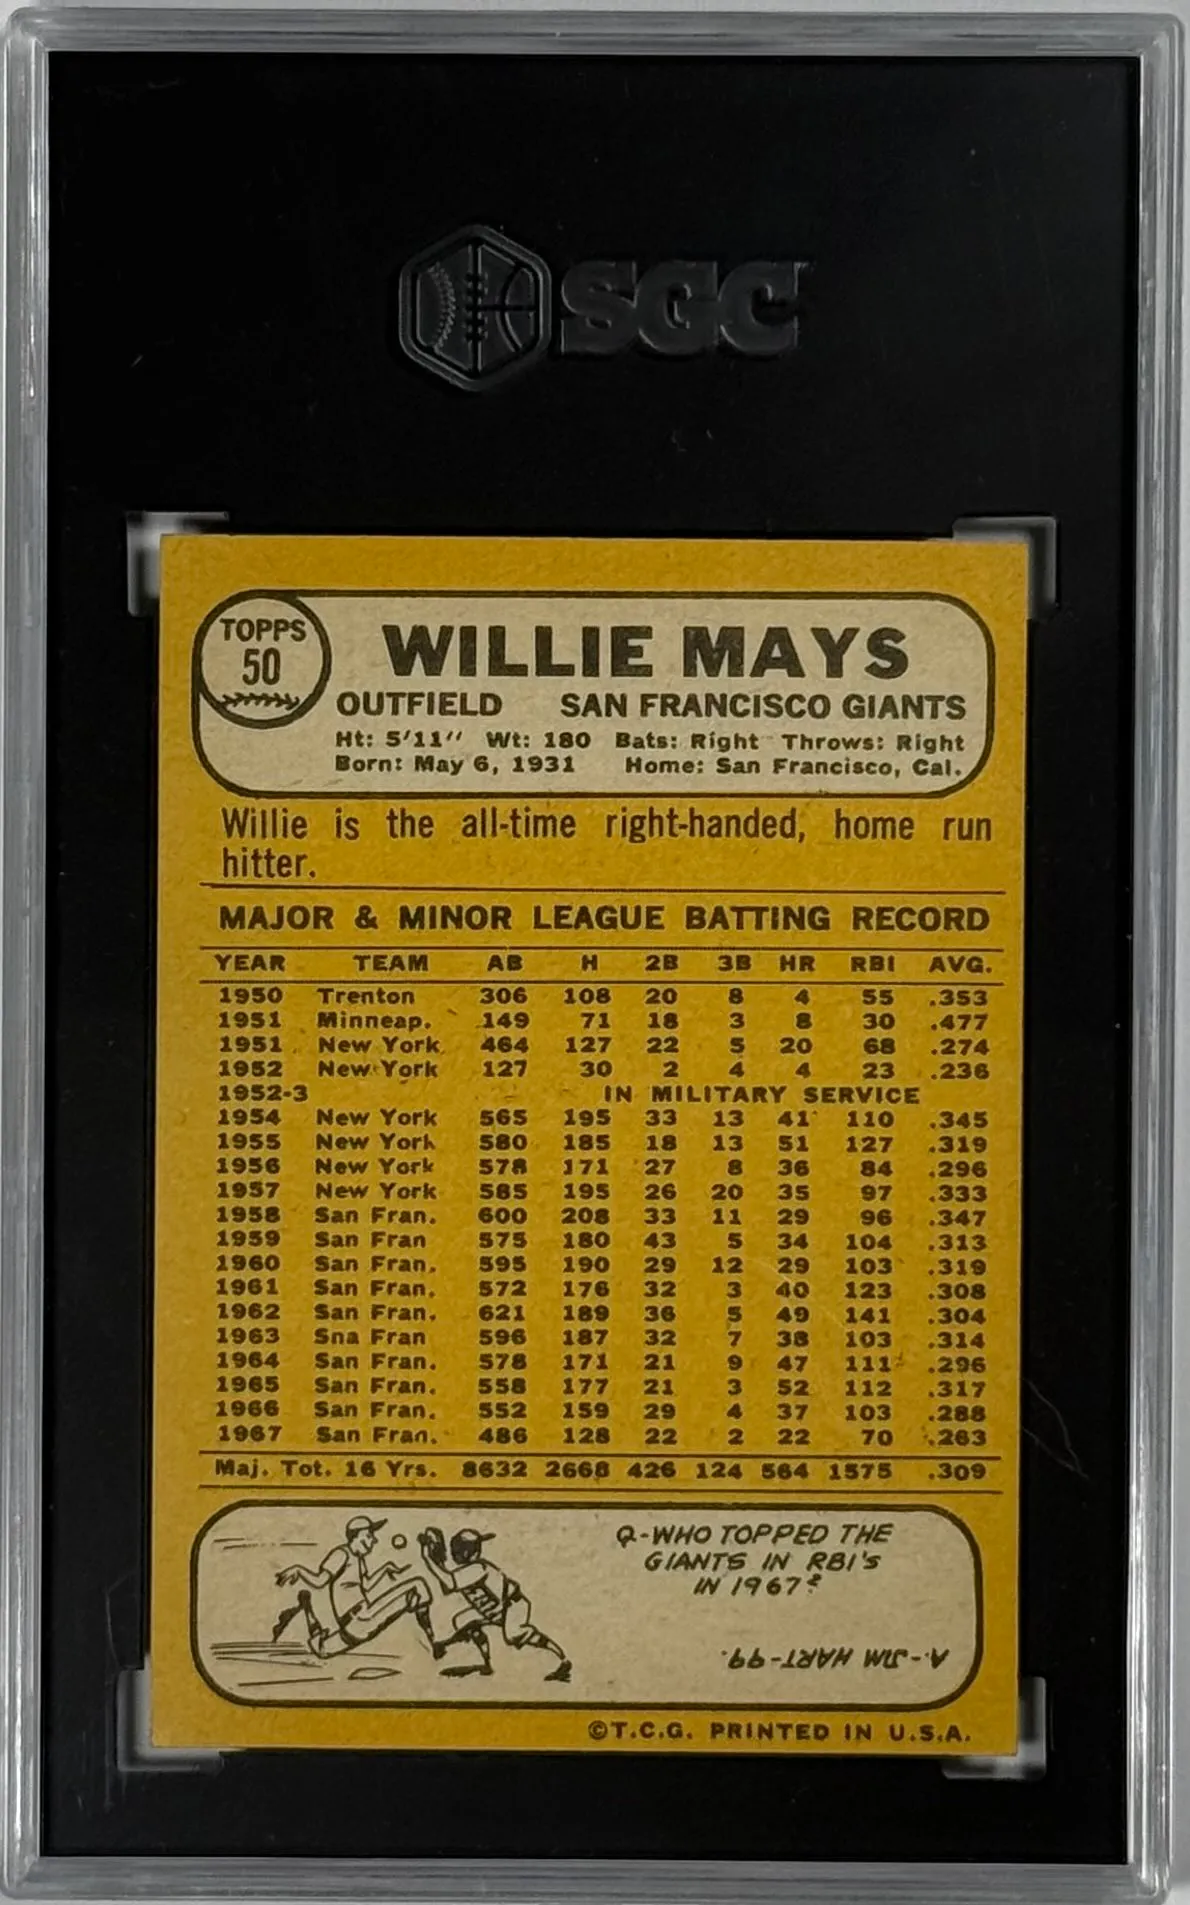 SGC
TOPPS
50
WILLIE MAYS
OUTFIELD SAN FRANCISCO GIANTS
Ht: 5'11" Wt: 180 Bats: Right Throws: Right
Born: May 6, 1931 Home: San Francisco, Cal.
Willie is the all-time right-handed, home run
hitter.
MAJOR & MINOR LEAGUE BATTING RECORD
YEAR TEAM AB H 2B 3B HR RBI AVG.
1950 Trenton 306 108 20 8 4 55 .353
1951 Minneap. 149 71 18 3 8 30 .477
1951 New York 464 127 22 5 20 68 .274
1952 New York 127 30 2 4 4 23 .236
1952-3 IN MILITARY SERVICE
1954 New York 565 195 33 13 41 110 .345
1955 New York 580 185 18 13 51 127 .319
1956 New York 578 171 27 8 36 84 .296
1957 New York 585 195 26 20 35 97 .333
1958 San Fran. 600 208 33 11 29 96 .347
1959 San Fran 575 180 43 5 34 104 .313
1960 San Fran. 595 190 29 12 29 103 .319
1961 San Fran. 572 176 32 3 40 123 .308
1962 San Fran. 621 189 36 5 49 141 .304
1963 Sna Fran 596 187 32 7 38 103 .314
1964 San Fran. 578 171 21 9 47 111 .296
1965 San Fran. 558 177 21 3 52 112 .317
1966 San Fran. 552 159 29 4 37 103 .288
1967 San Fran. 486 128 22 2 22 70 .263
Maj. Tot. 16 Yrs. 8632 2668 426 124 564 1575 .309
Q-WHO TOPPED THE
GIANTS IN RBI'S
IN 1967?
A.-JIM HART-99.
©T.C.G. PRINTED IN U.S.A.